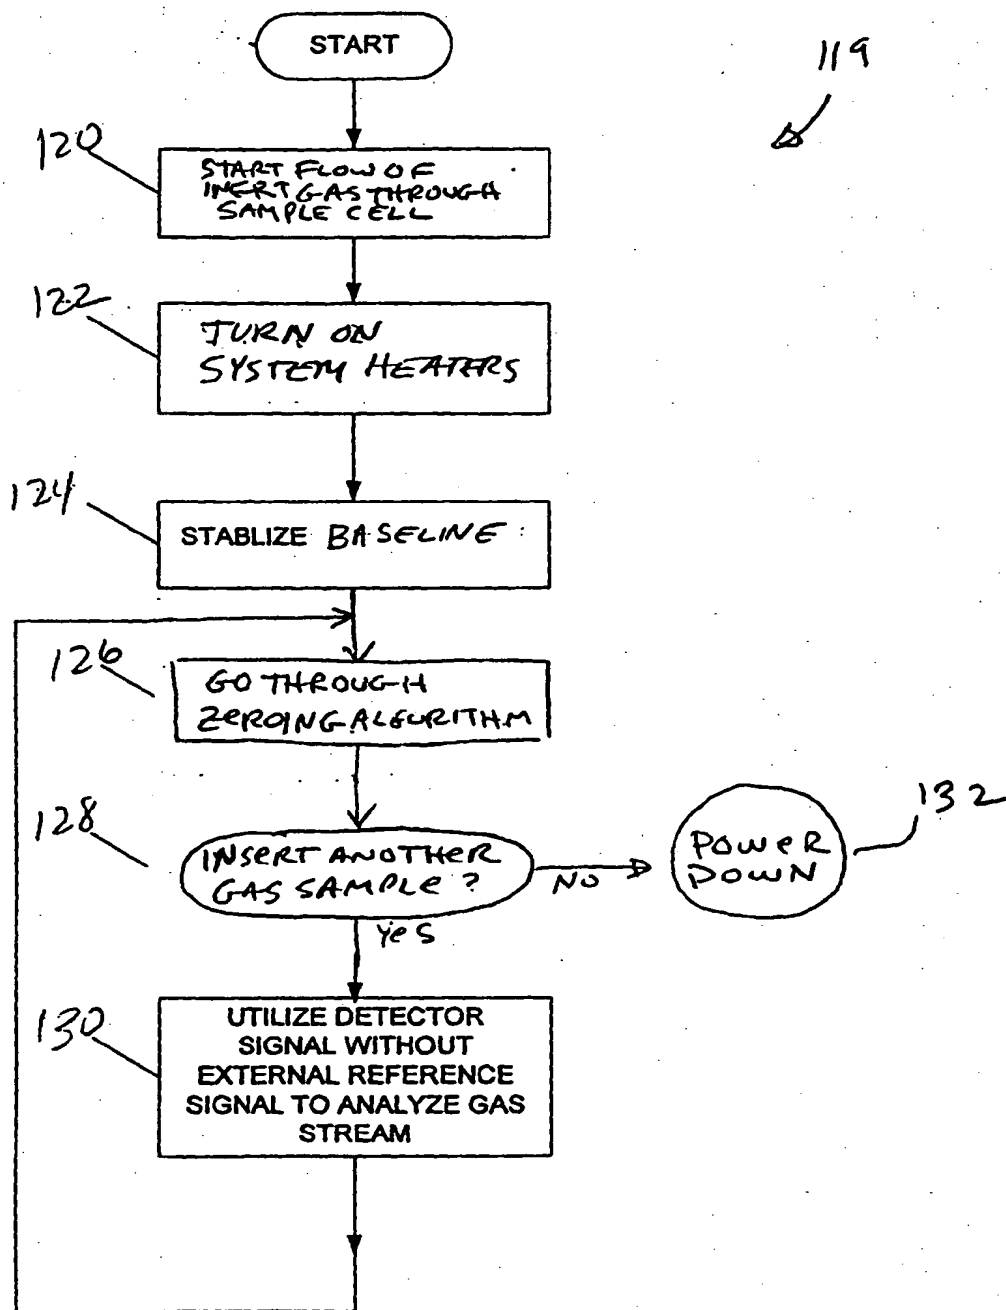 START
119
120
START FLOW OF
INERT GAS THROUGH
SAMPLE CELL
122
TURN ON
SYSTEM HEATERS
124
STABLIZE BASELINE
126
GO THROUGH
ZEROING ALGURITHM
128
INSERT ANOTHER
GAS SAMPLE ?
NO
POWER
DOWN
132
YES
130
UTILIZE DETECTOR
SIGNAL WITHOUT
EXTERNAL REFERENCE
SIGNAL TO ANALYZE GAS
STREAM